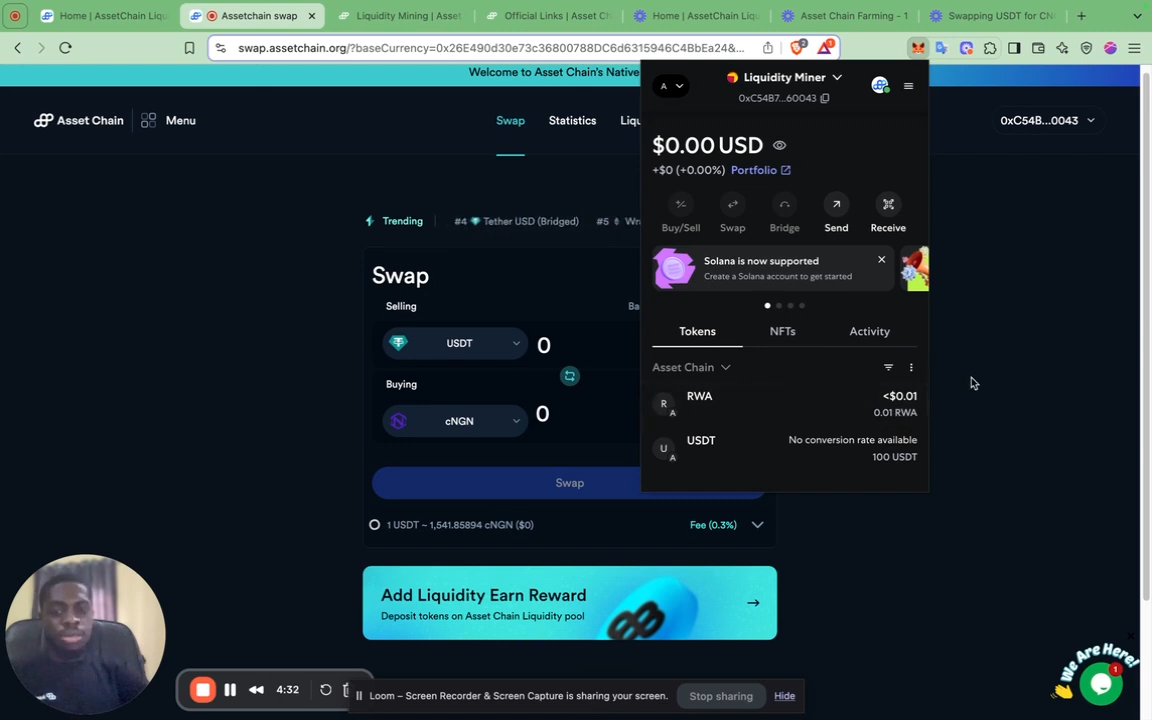 Home | AssetChain Liqu
Assetchain swap
Liquidity Mining | Asset
Official Links | Asset Ch
Home | AssetChain Liqu
Asset Chain Farming - 1
Swapping USDT for CN
swap.assetchain.org/?baseCurrency=0x26E490d30e73c36800788DC6d6315946C4BbEa24&...
2
1
Welcome to Asset Chain's Native
Asset Chain
Menu
Swap
Statistics
Liqu
0xC54B...0043
A
Liquidity Miner
0xC54B7...60043
$0.00 USD
+$0 (+0.00%)
Portfolio
Buy/Sell
Swap
Bridge
Send
Receive
Solana is now supported
Create a Solana account to get started
Tokens
NFTs
Activity
Asset Chain
R
A
RWA
<$0.01
0.01 RWA
U
A
USDT
No conversion rate available
100 USDT
Trending
#4 Tether USD (Bridged)
#5 Wr
Swap
Selling
Ba
USDT
0
Buying
cNGN
0
Swap
1 USDT ~ 1,541.85894 cNGN ($0)
Fee (0.3%)
Add Liquidity Earn Reward
Deposit tokens on Asset Chain Liquidity pool
4:32
Loom – Screen Recorder & Screen Capture is sharing your screen.
Stop sharing
Hide
We Are Here!
1